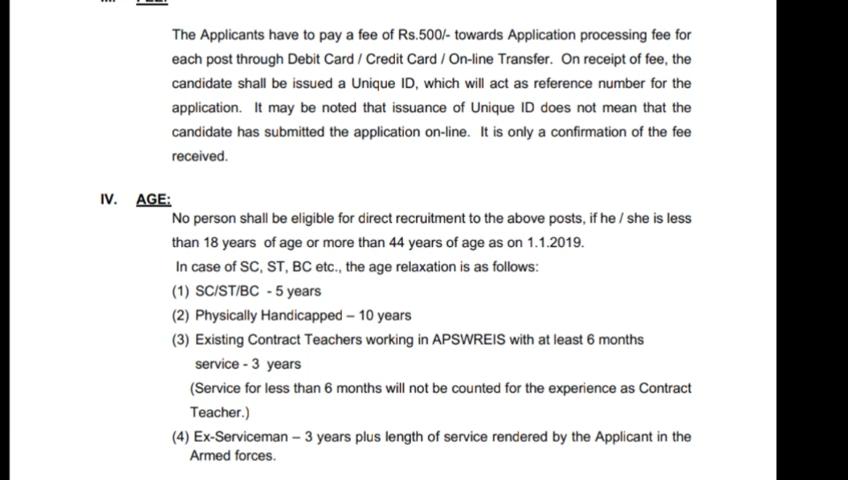 The Applicants have to pay a fee of Rs.500/- towards Application processing fee for
each post through Debit Card / Credit Card / On-line Transfer. On receipt of fee, the
candidate shall be issued a Unique ID, which will act as reference number for the
application. It may be noted that issuance of Unique ID does not mean that the
candidate has submitted the application on-line. It is only a confirmation of the fee
received.
IV. AGE:
No person shall be eligible for direct recruitment to the above posts, if he / she is less
than 18 years of age or more than 44 years of age as on 1.1.2019.
In case of SC, ST, BC etc., the age relaxation is as follows:
(1) SC/ST/BC - 5 years
(2) Physically Handicapped – 10 years
(3) Existing Contract Teachers working in APSWREIS with at least 6 months
service - 3 years
(Service for less than 6 months will not be counted for the experience as Contract
Teacher.)
(4) Ex-Serviceman – 3 years plus length of service rendered by the Applicant in the
Armed forces.